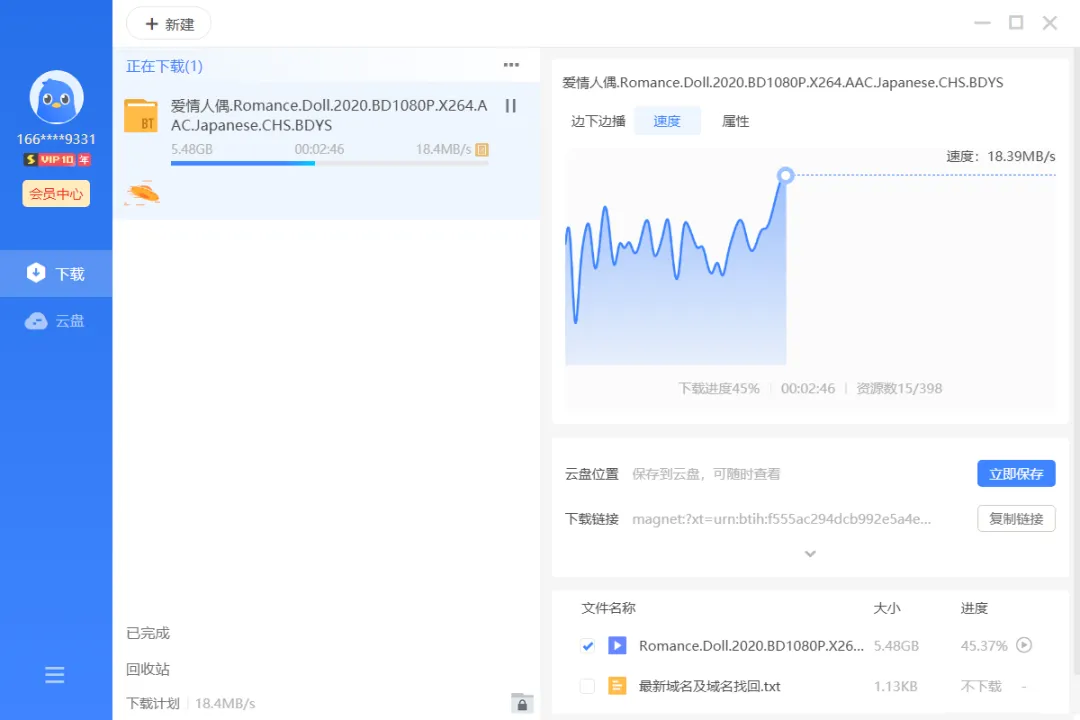 新建
166****9331
S VIP10 年
会员中心
下载
云盘
正在下载(1)
爱情人偶.Romance.Doll.2020.BD1080P.X264.A
AC.Japanese.CHS.BDYS
BT
5.48GB 00:02:46 18.4MB/s
已完成
回收站
下载计划 18.4MB/s
爱情人偶.Romance.Doll.2020.BD1080P.X264.AAC.Japanese.CHS.BDYS
边下边播 速度 属性
速度：18.39MB/s
下载进度45% 00:02:46 资源数15/398
云盘位置 保存到云盘，可随时查看 立即保存
下载链接 magnet:?xt=urn:btih:f555ac294dcb992e5a4e... 复制链接
文件名称 大小 进度
Romance.Doll.2020.BD1080P.X26... 5.48GB 45.37%
最新域名及域名找回.txt 1.13KB 不下载 -